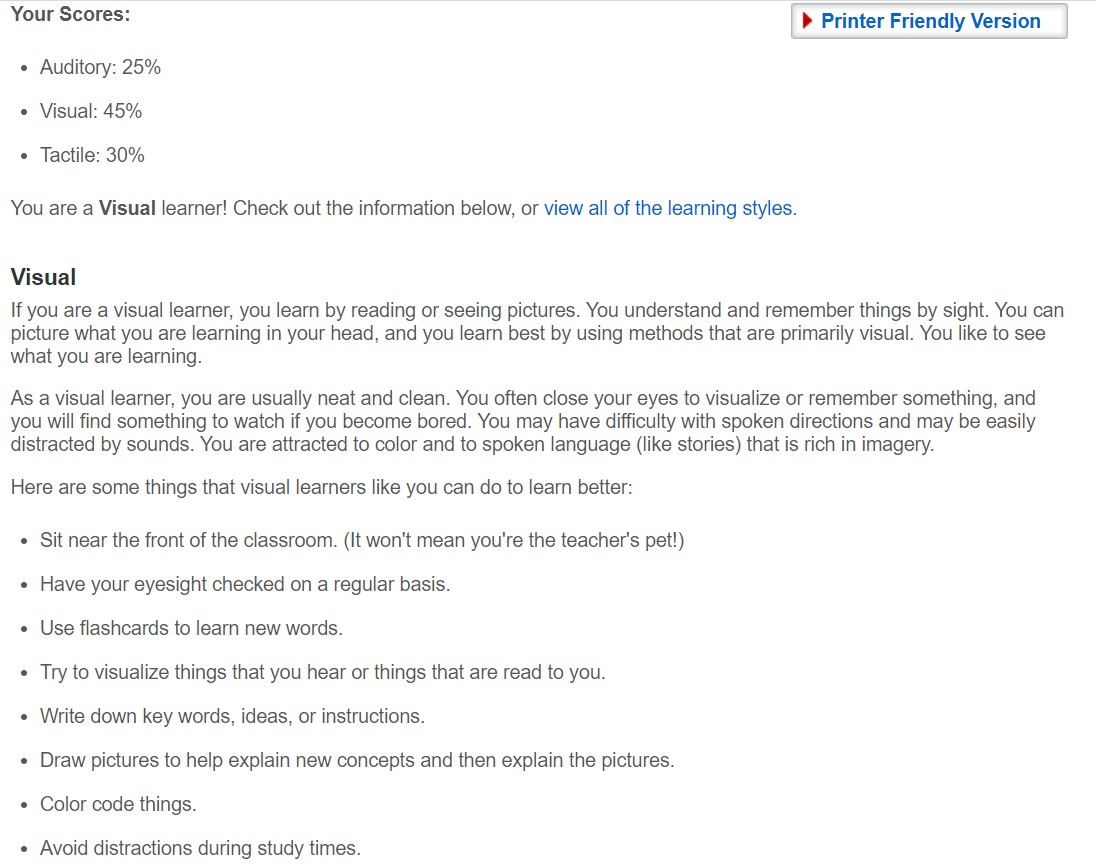 Your Scores:
Printer Friendly Version
Auditory: 25%
Visual: 45%
Tactile: 30%
You are a Visual learner! Check out the information below, or view all of the learning styles.
Visual
If you are a visual learner, you learn by reading or seeing pictures. You understand and remember things by sight. You can
picture what you are learning in your head, and you learn best by using methods that are primarily visual. You like to see
what you are learning.
As a visual learner, you are usually neat and clean. You often close your eyes to visualize or remember something, and
you will find something to watch if you become bored. You may have difficulty with spoken directions and may be easily
distracted by sounds. You are attracted to color and to spoken language (like stories) that is rich in imagery.
Here are some things that visual learners like you can do to learn better:
Sit near the front of the classroom. (It won't mean you're the teacher's pet!)
Have your eyesight checked on a regular basis.
Use flashcards to learn new words.
Try to visualize things that you hear or things that are read to you.
Write down key words, ideas, or instructions.
Draw pictures to help explain new concepts and then explain the pictures.
Color code things.
Avoid distractions during study times.